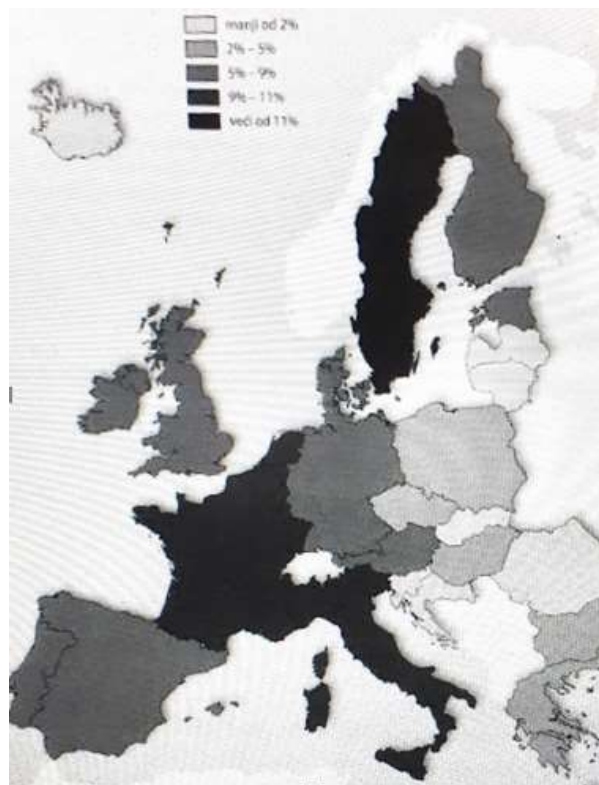 manji od 2%
2% – 5%
5% – 9%
9% – 11%
veći od 11%